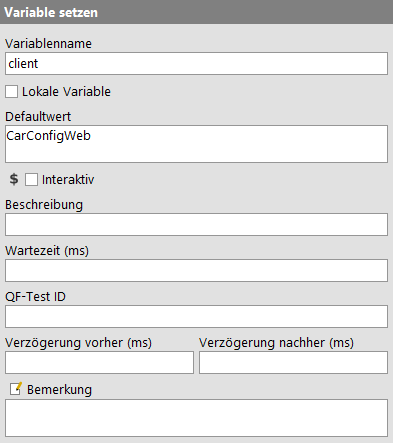 Variable setzen
Variablenname
client
Lokale Variable
Defaultwert
CarConfigWeb
$ Interaktiv
Beschreibung
Wartezeit (ms)
QF-Test ID
Verzögerung vorher (ms) Verzögerung nachher (ms)
Bemerkung